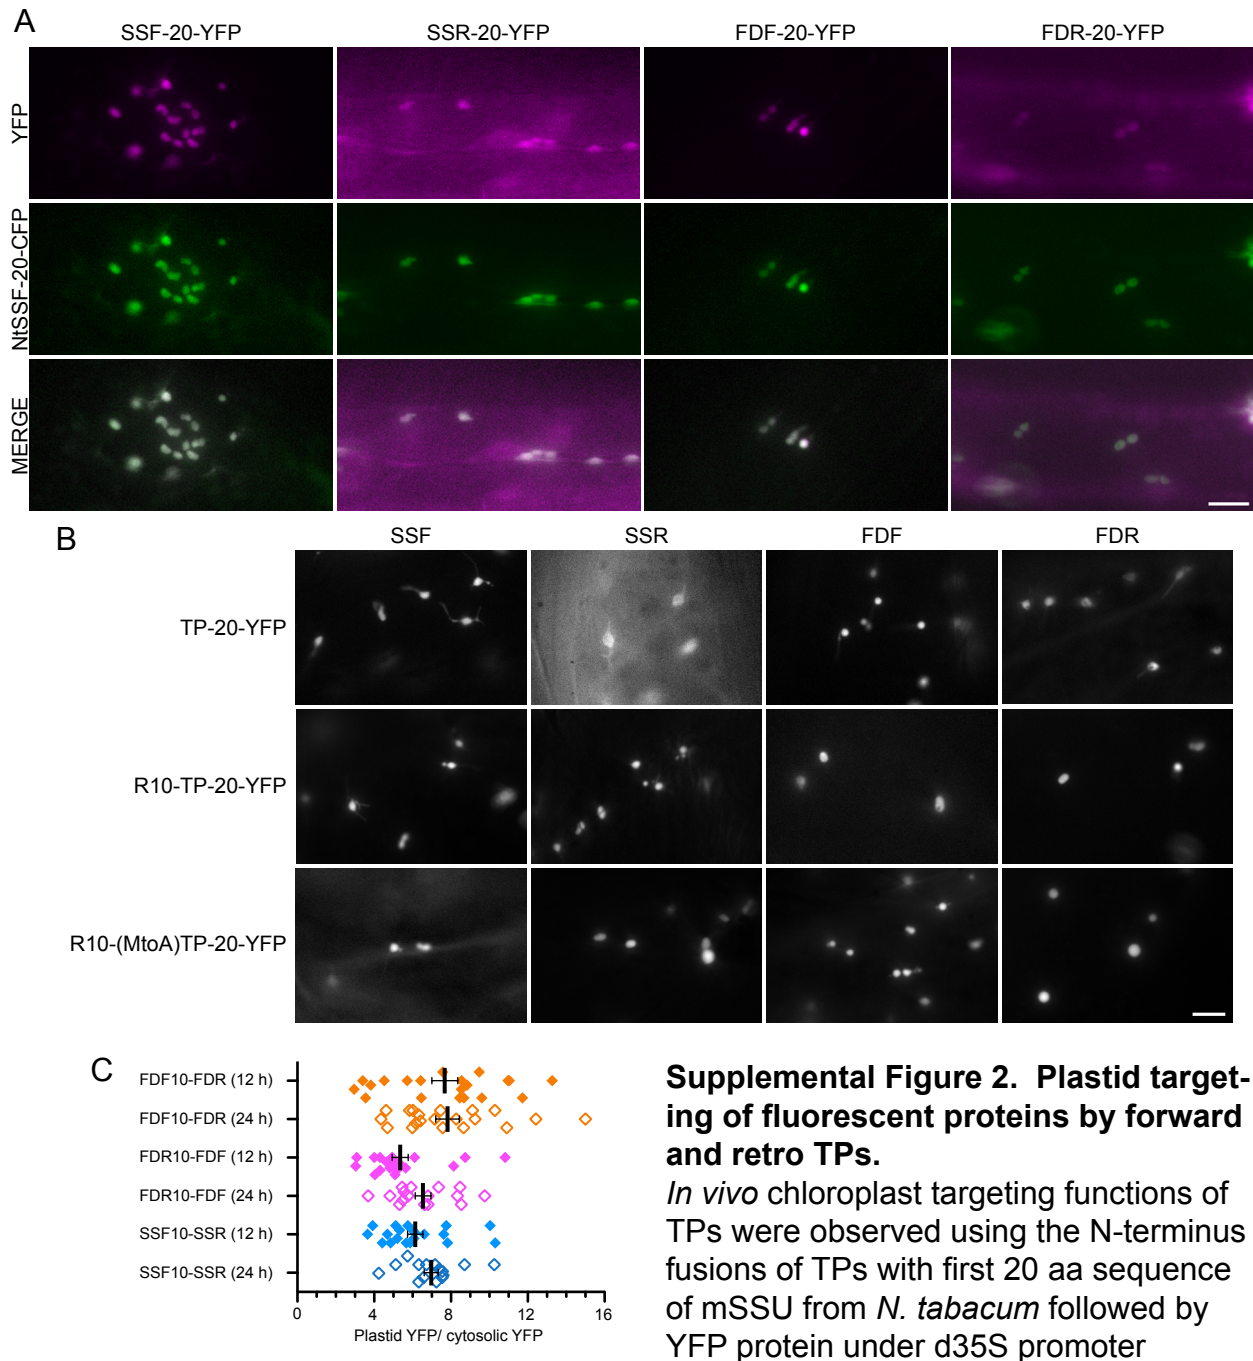 A
SSF-20-YFP SSR-20-YFP FDF-20-YFP FDR-20-YFP
YFP
NtSSF-20-CFP
MERGE
B
SSF SSR FDF FDR
TP-20-YFP
R10-TP-20-YFP
R10-(MtoA)TP-20-YFP
C
FDF10-FDR (12 h)
FDF10-FDR (24 h)
FDR10-FDF (12 h)
FDR10-FDF (24 h)
SSF10-SSR (12 h)
SSF10-SSR (24 h)
0 4 8 12 16
Plastid YFP/ cytosolic YFP
Supplemental Figure 2. Plastid target-
ing of fluorescent proteins by forward
and retro TPs.
In vivo chloroplast targeting functions of
TPs were observed using the N-terminus
fusions of TPs with first 20 aa sequence
of mSSU from N. tabacum followed by
YFP protein under d35S promoter